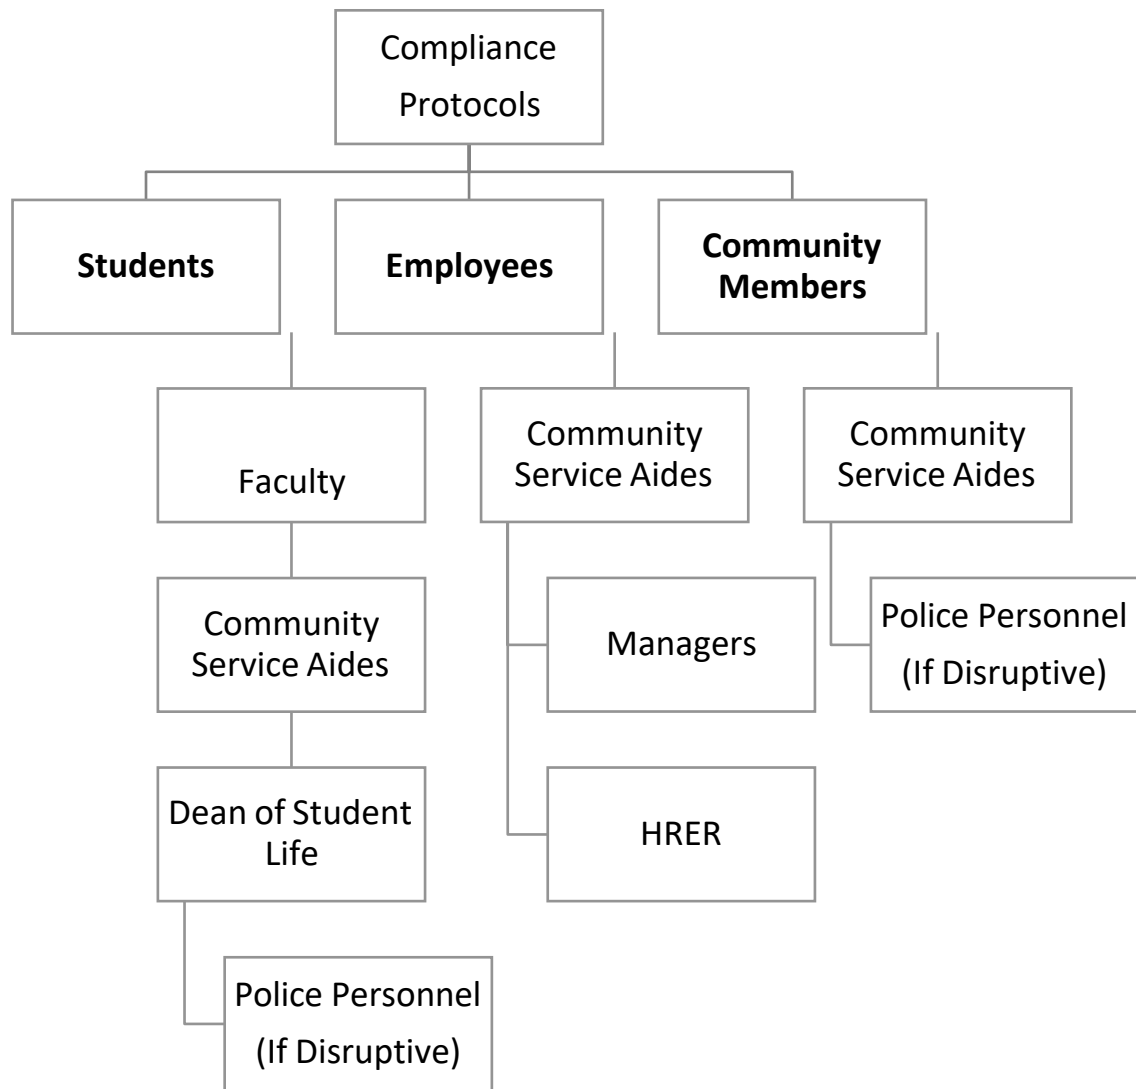 Compliance
Protocols
Students
Employees
Community
Members
Faculty
Community
Service Aides
Community
Service Aides
Community
Service Aides
Managers
Police Personnel
(If Disruptive)
Dean of Student
Life
HRER
Police Personnel
(If Disruptive)